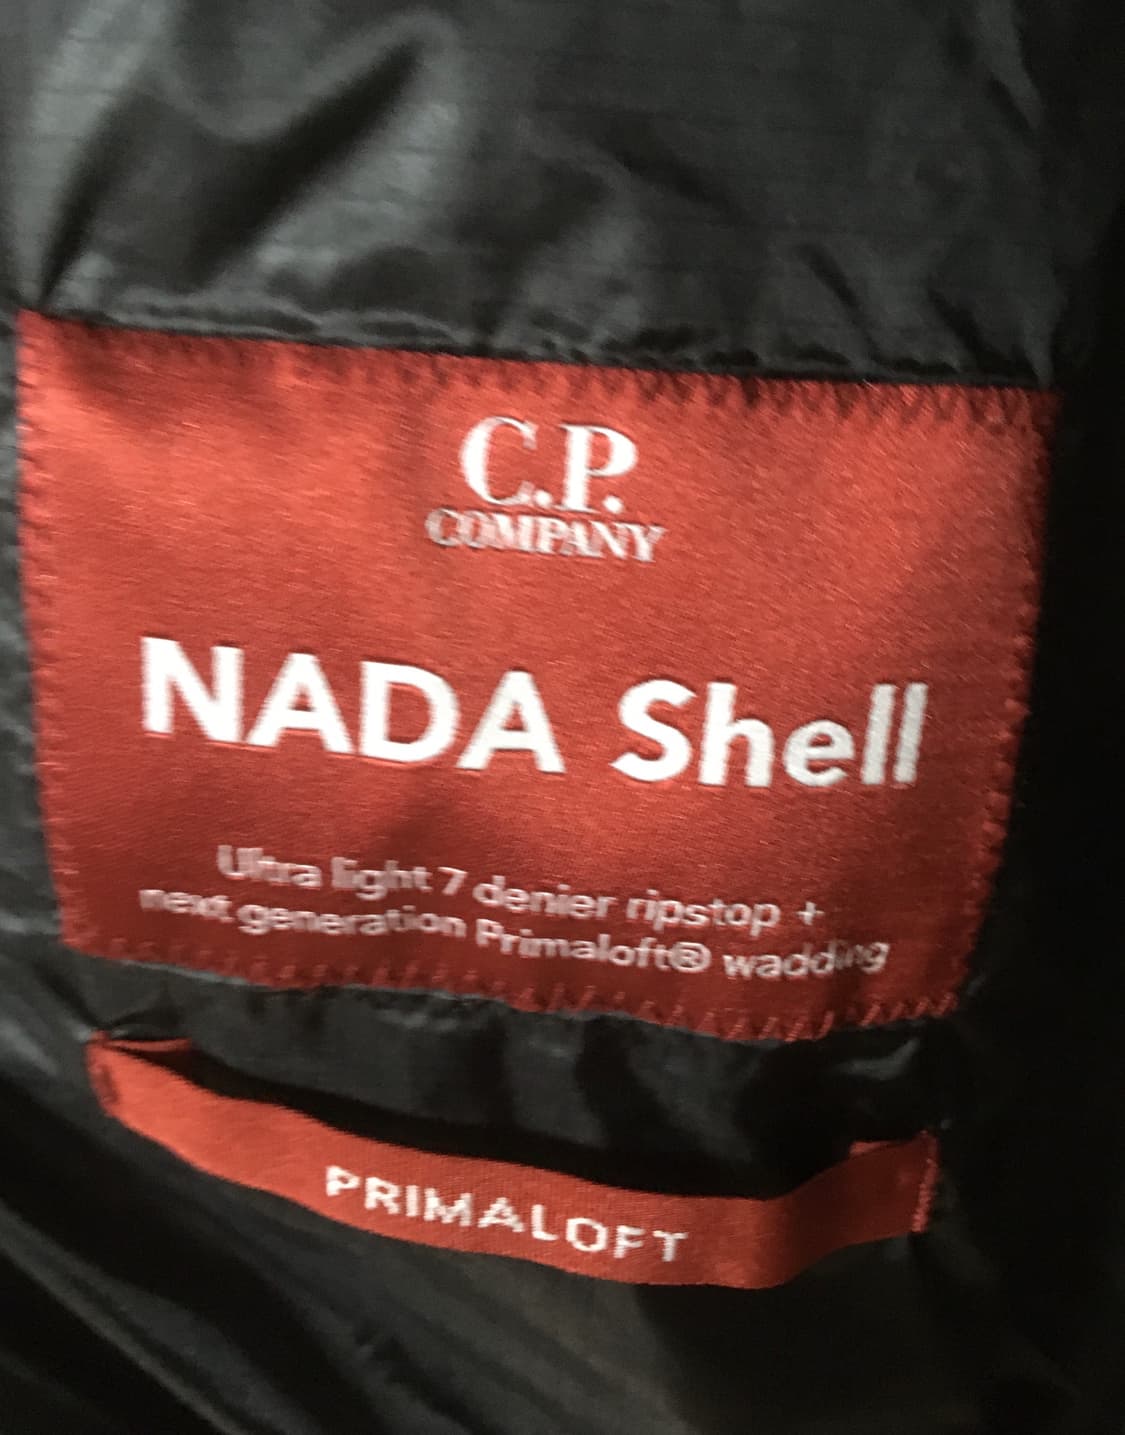 C.P.
COMPANY
NADA Shell
Ultra light 7 denier ripstop +
next generation Primaloft® wadding
PRIMALOFT